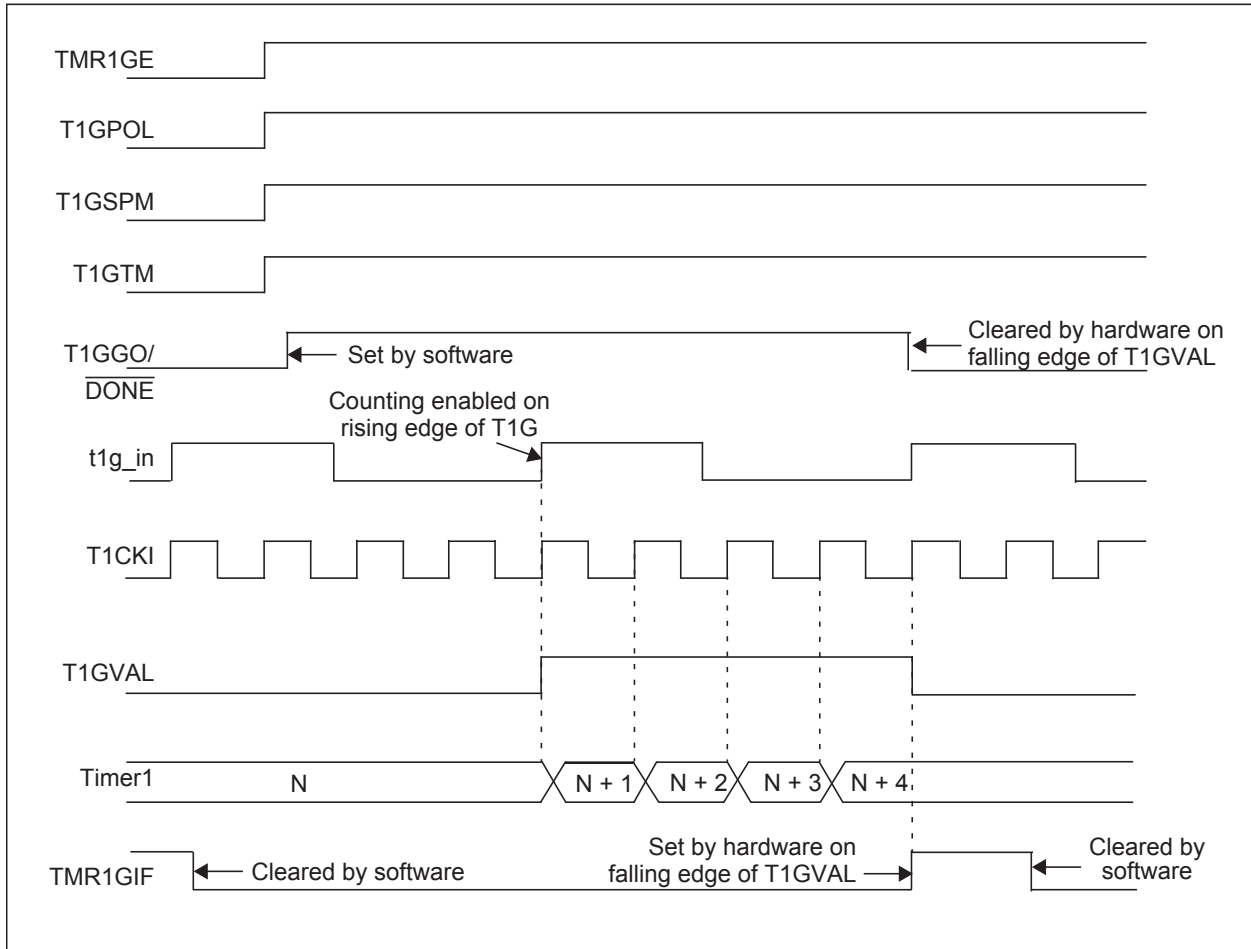 TMR1GE
T1GPOL
T1GSPM
T1GTM
T1GGO/
DONE
Set by software
Cleared by hardware on
falling edge of T1GVAL
Counting enabled on
rising edge of T1G
t1g_in
T1CKI
T1GVAL
Timer1
N
N + 1
N + 2
N + 3
N + 4
TMR1GIF
Cleared by software
Set by hardware on
falling edge of T1GVAL
Cleared by
software